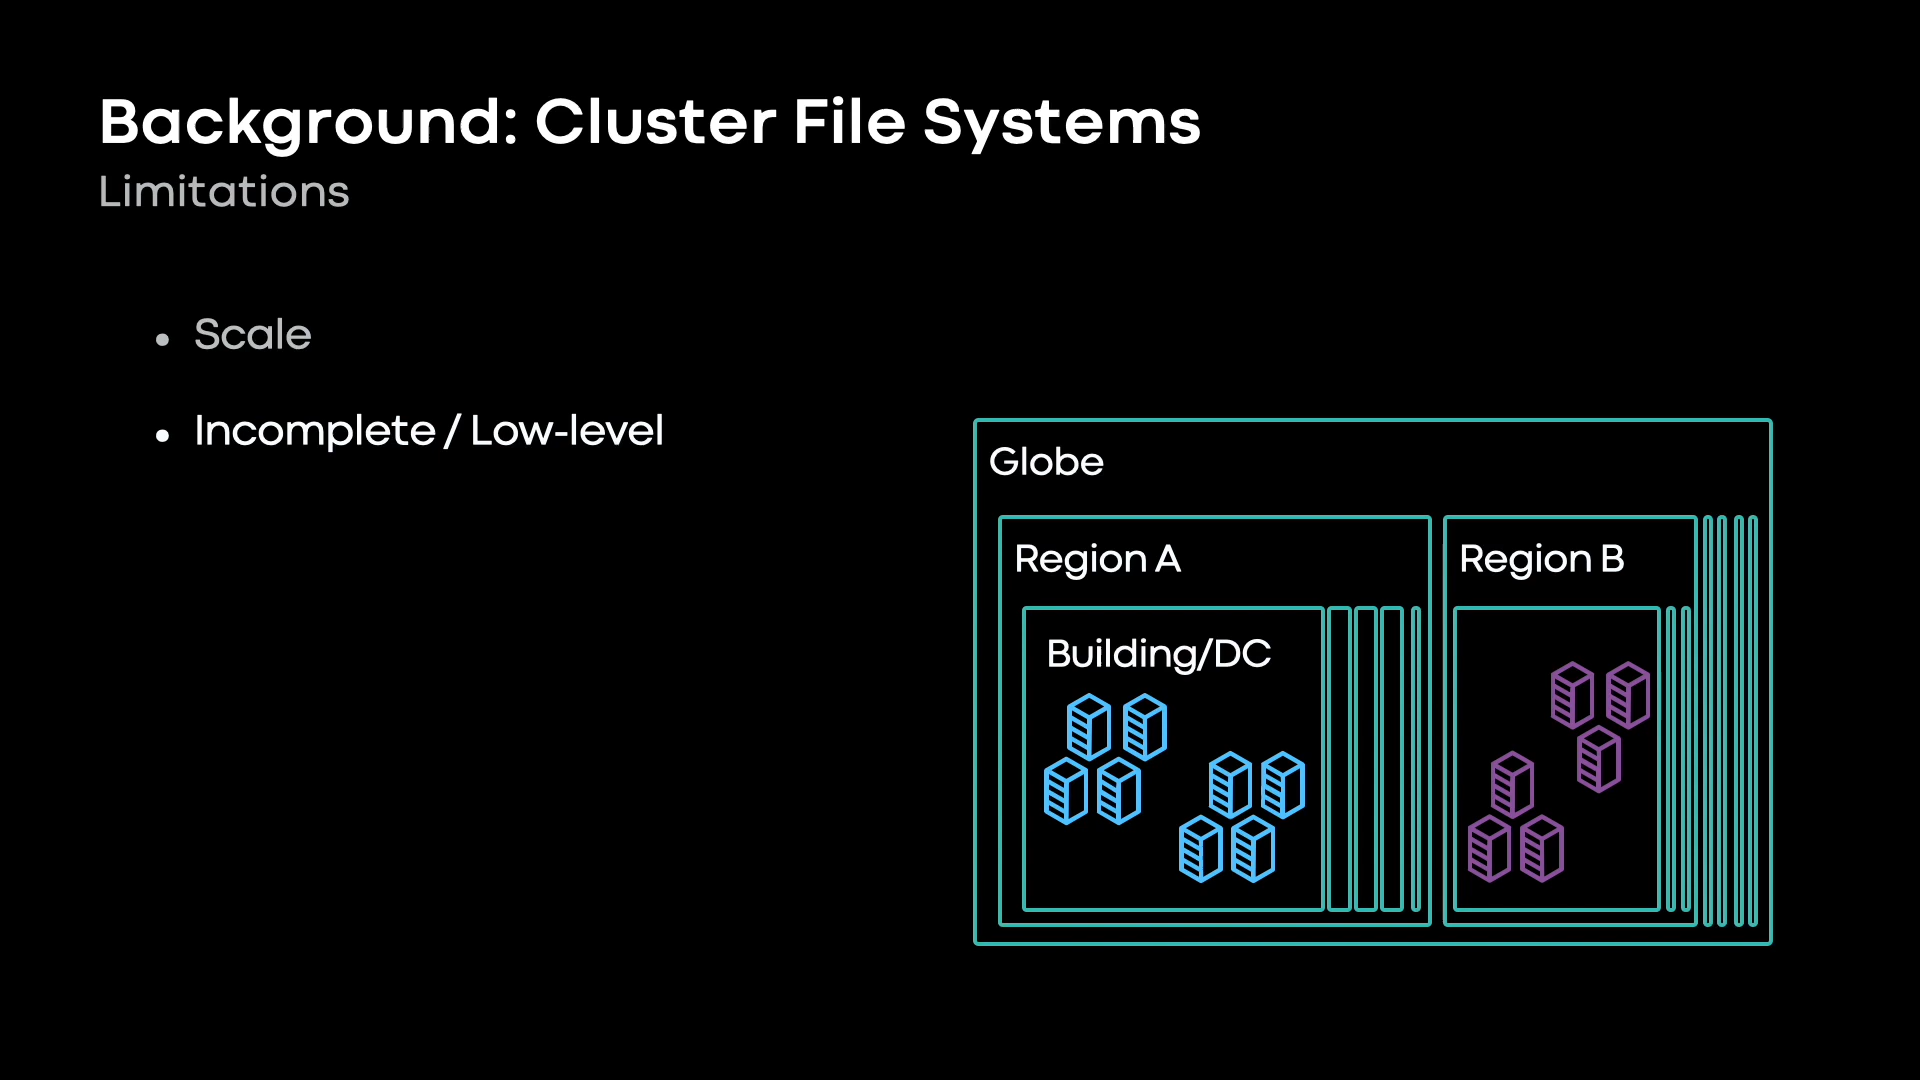 Background: Cluster File Systems
Limitations
• Scale
• Incomplete / Low-level
Globe
Region A
Region B
Building/DC